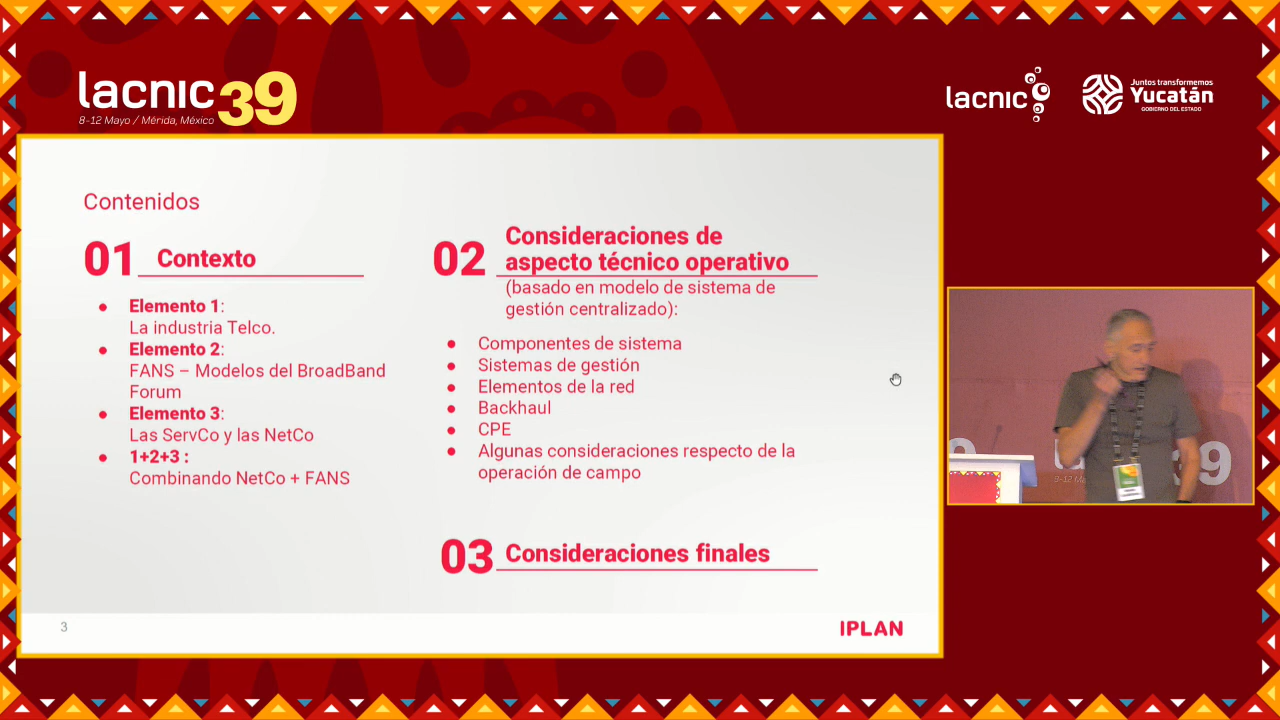 lacnic 39
8-12 Mayo / Mérida, México
lacnic
Juntos transformemos
Yucatán
GOBIERNO DEL ESTADO
Contenidos
01 Contexto
• Elemento 1:
La industria Telco.
• Elemento 2:
FANS – Modelos del BroadBand
Forum
• Elemento 3:
Las ServCo y las NetCo
• 1+2+3 :
Combinando NetCo + FANS
02 Consideraciones de
aspecto técnico operativo
(basado en modelo de sistema de
gestión centralizado):
• Componentes de sistema
• Sistemas de gestión
• Elementos de la red
• Backhaul
• CPE
• Algunas consideraciones respecto de la
operación de campo
03 Consideraciones finales
3
IPLAN
39